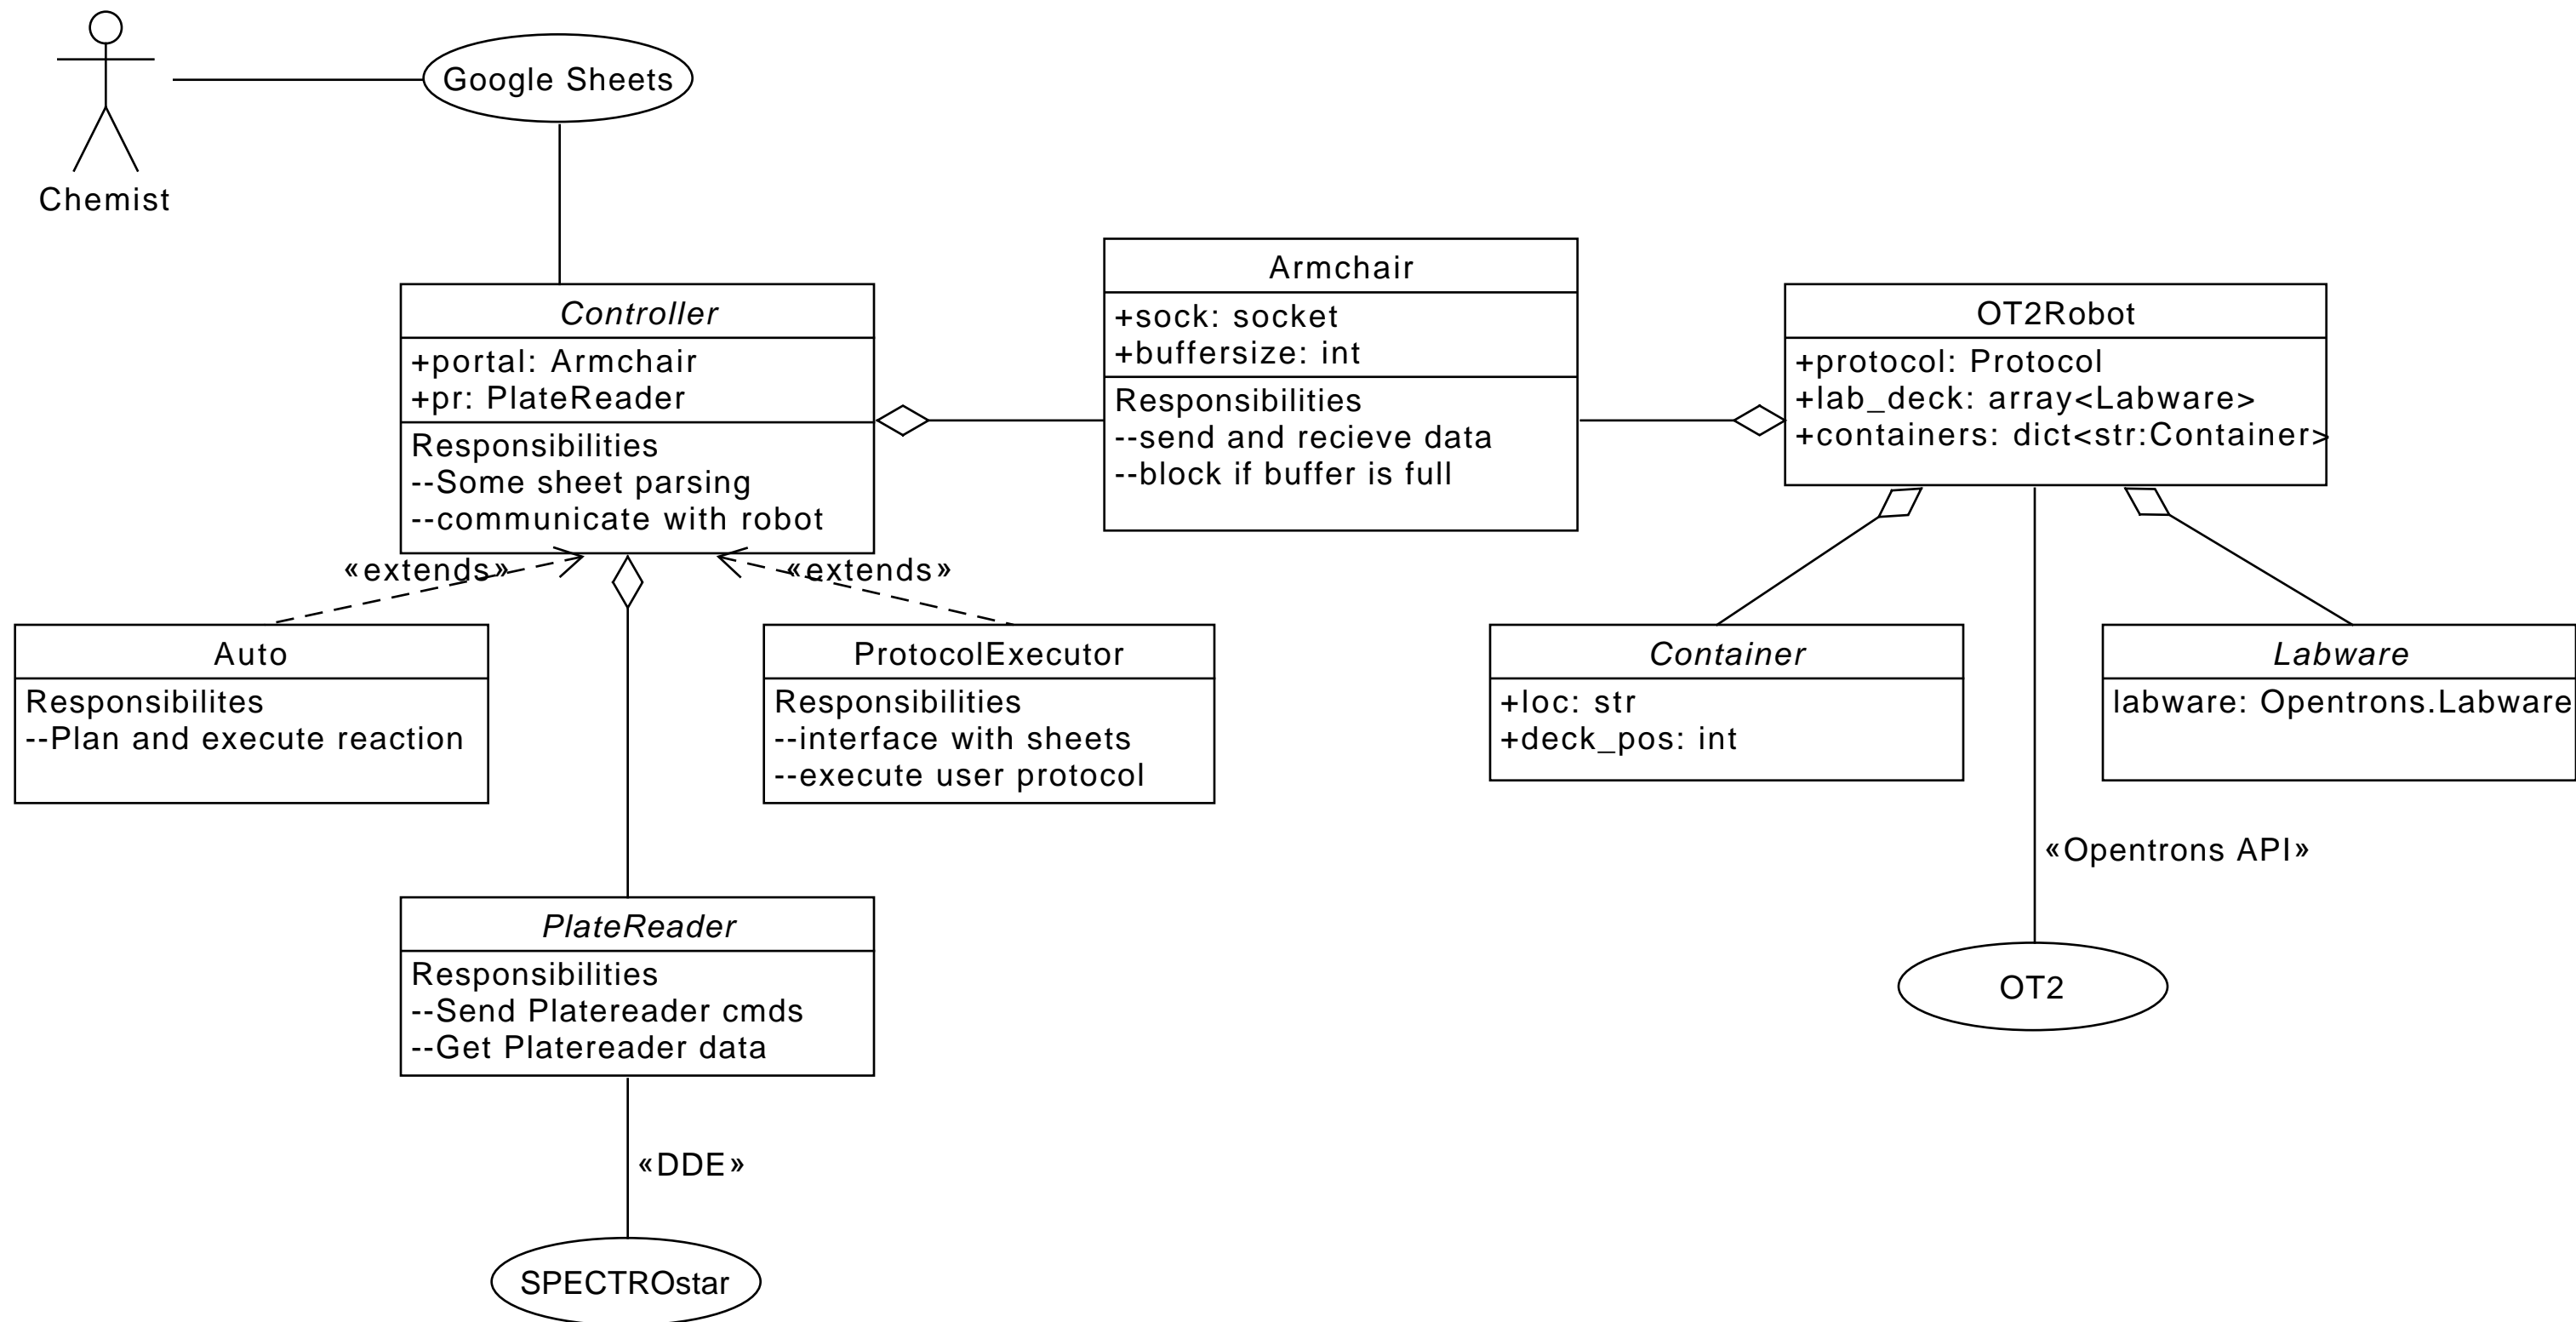 Google Sheets
Chemist
Controller
+portal: Armchair
+pr: PlateReader
Responsibilities
--Some sheet parsing
--communicate with robot
Armchair
+sock: socket
+buffersize: int
Responsibilities
--send and recieve data
--block if buffer is full
OT2Robot
+protocol: Protocol
+lab_deck: array<Labware>
+containers: dict<str:Container>
«extends»
«extends»
Auto
Responsibilites
--Plan and execute reaction
ProtocolExecutor
Responsibilities
--interface with sheets
--execute user protocol
Container
+loc: str
+deck_pos: int
Labware
labware: Opentrons.Labware
«Opentrons API»
PlateReader
Responsibilities
--Send Platereader cmds
--Get Platereader data
OT2
«DDE»
SPECTROstar